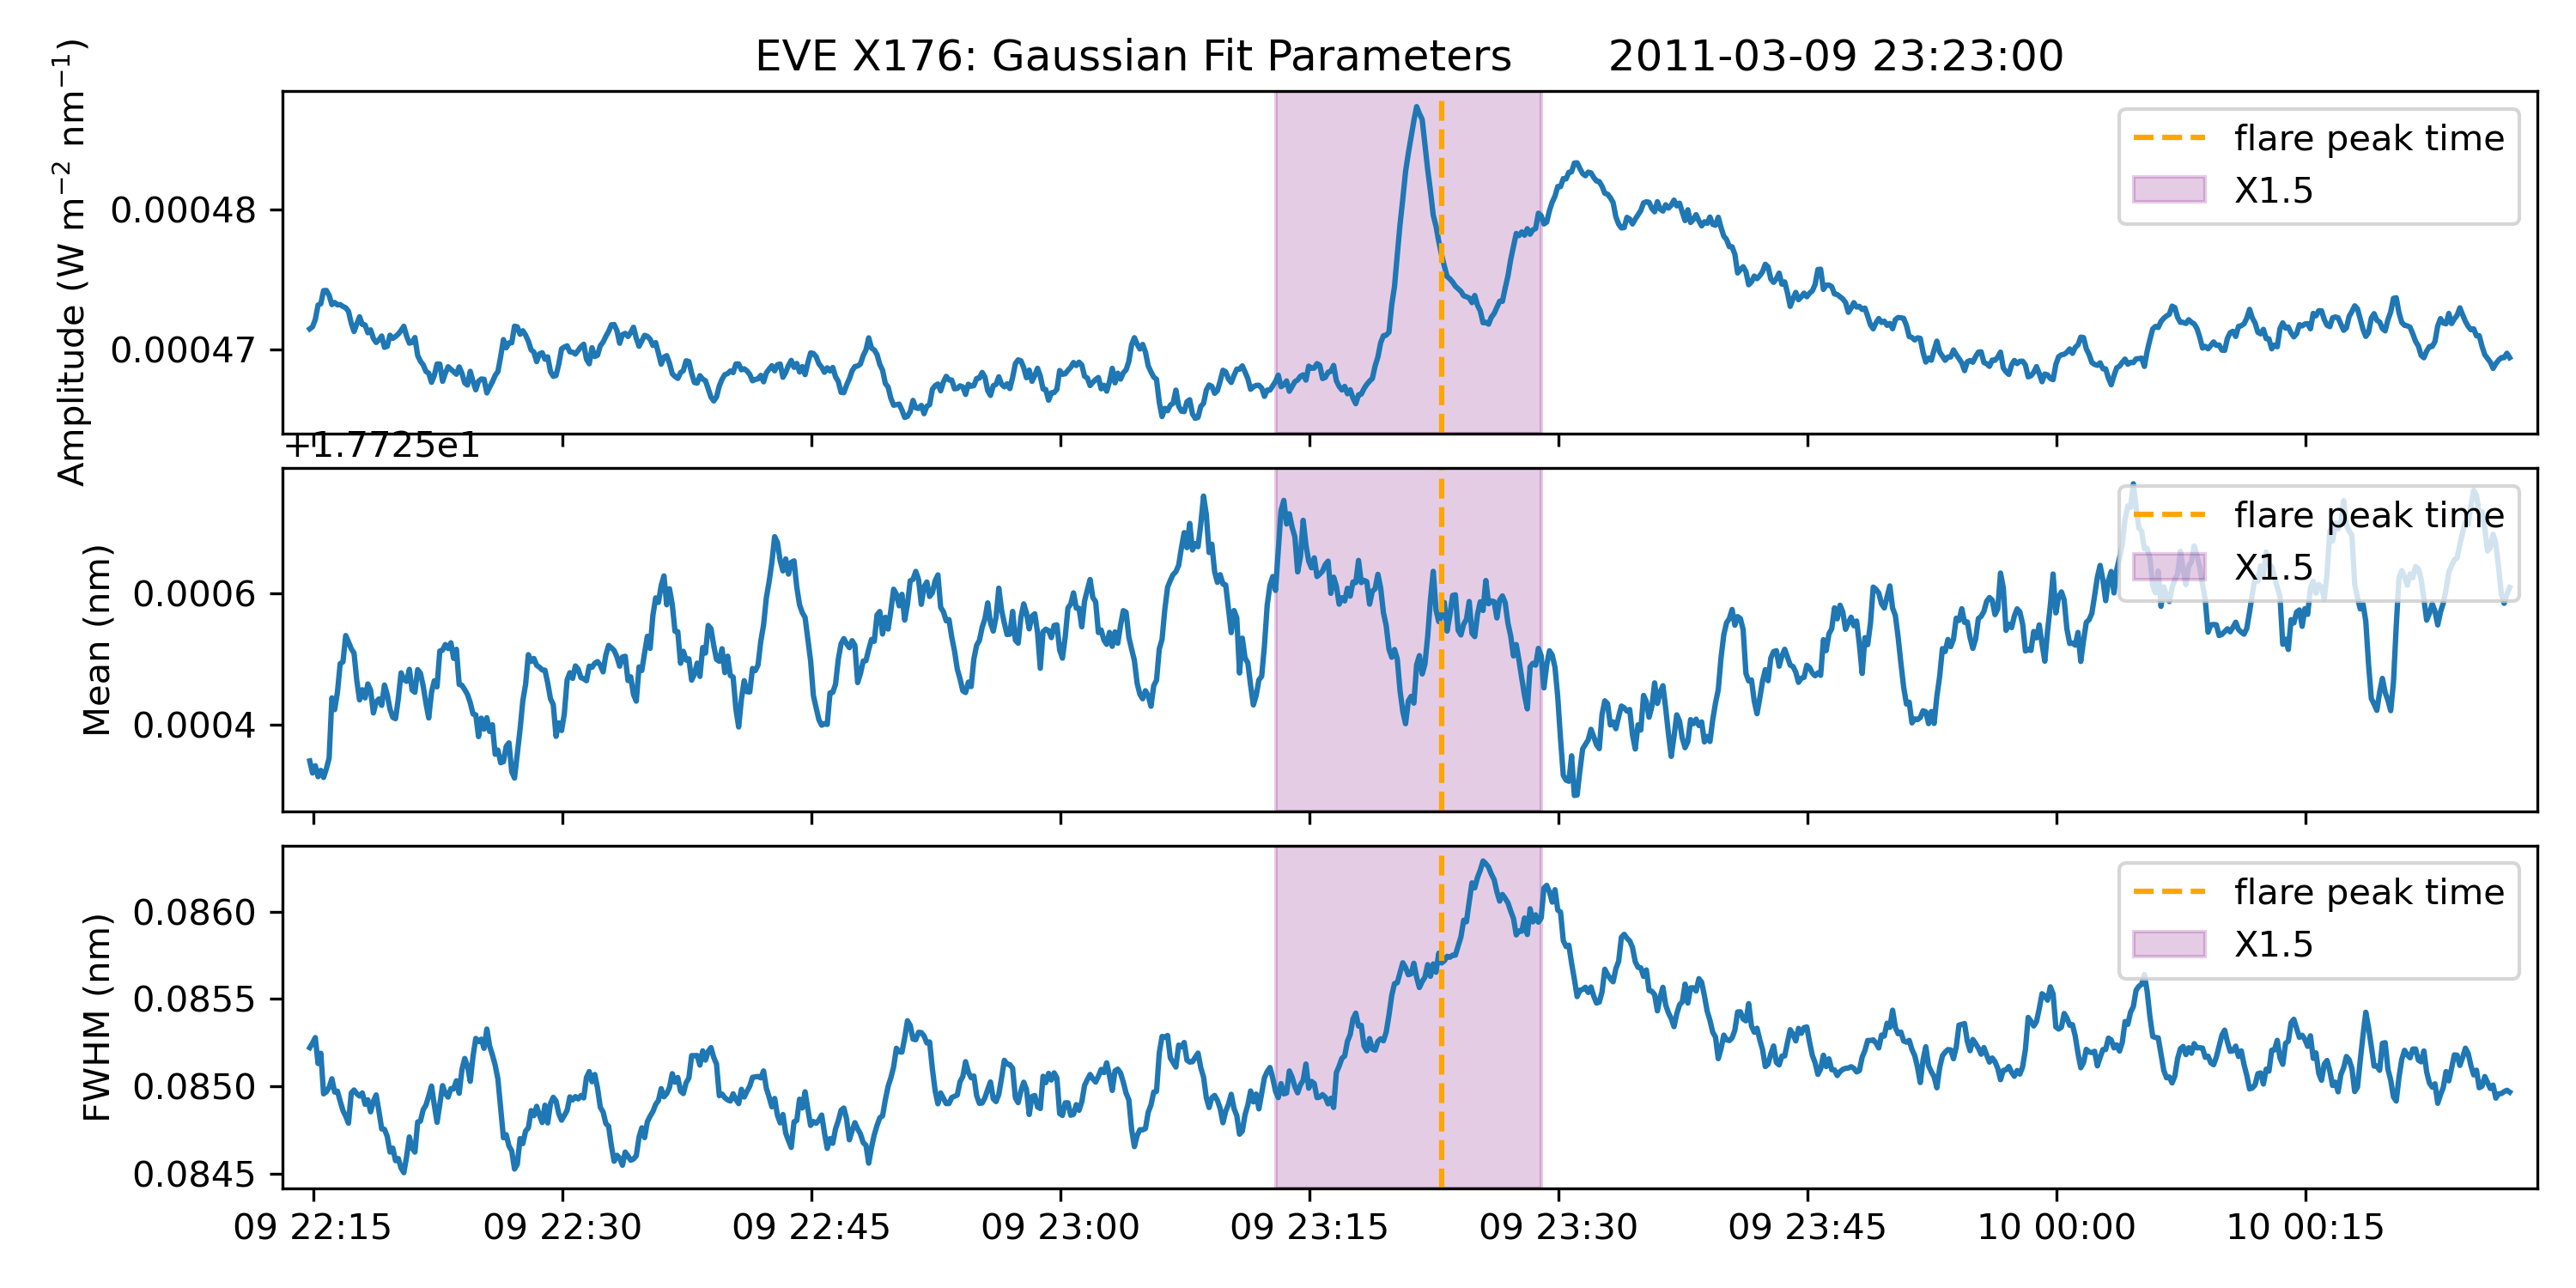 EVE X176: Gaussian Fit Parameters 2011-03-09 23:23:00
Amplitude (W m⁻² nm⁻¹)
0.00048
0.00047
flare peak time
X1.5
+1.7725e1
Mean (nm)
0.0006
0.0004
flare peak time
X1.5
FWHM (nm)
0.0860
0.0855
0.0850
0.0845
flare peak time
X1.5
09 22:15 09 22:30 09 22:45 09 23:00 09 23:15 09 23:30 09 23:45 10 00:00 10 00:15